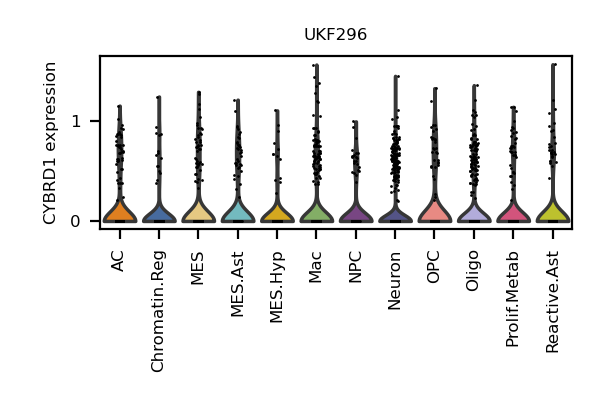 UKF296
CYBRD1 expression
1
0
AC
Chromatin.Reg
MES
MES.Ast
MES.Hyp
Mac
NPC
Neuron
OPC
Oligo
Prolif.Metab
Reactive.Ast